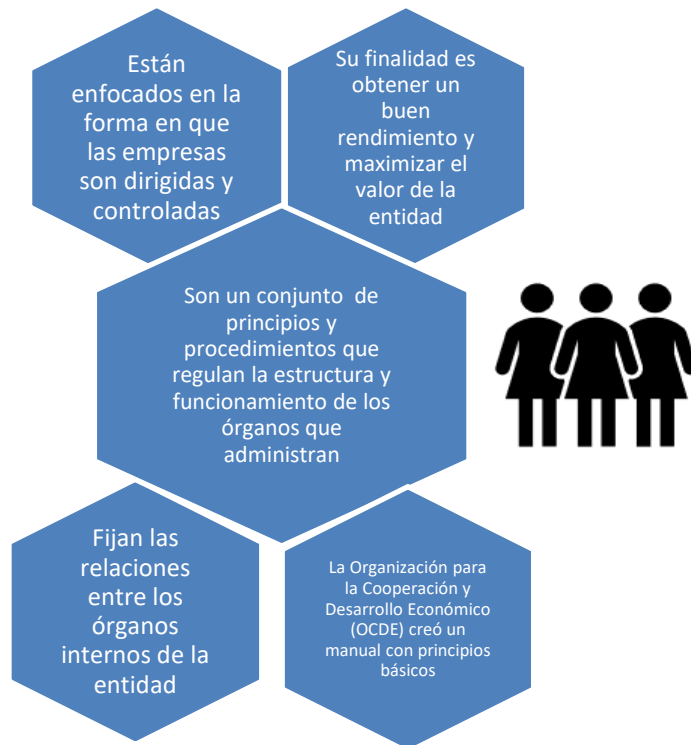 Están
enfocados en la
forma en que
las empresas
son dirigidas y
controladas
Su finalidad es
obtener un
buen
rendimiento y
maximizar el
valor de la
entidad
Son un conjunto de
principios y
procedimientos que
regulan la estructura y
funcionamiento de los
órganos que
administran
Fijan las
relaciones
entre los
órganos
internos de la
entidad
La Organización para
la Cooperación y
Desarrollo Económico
(OCDE) creó un
manual con principios
básicos